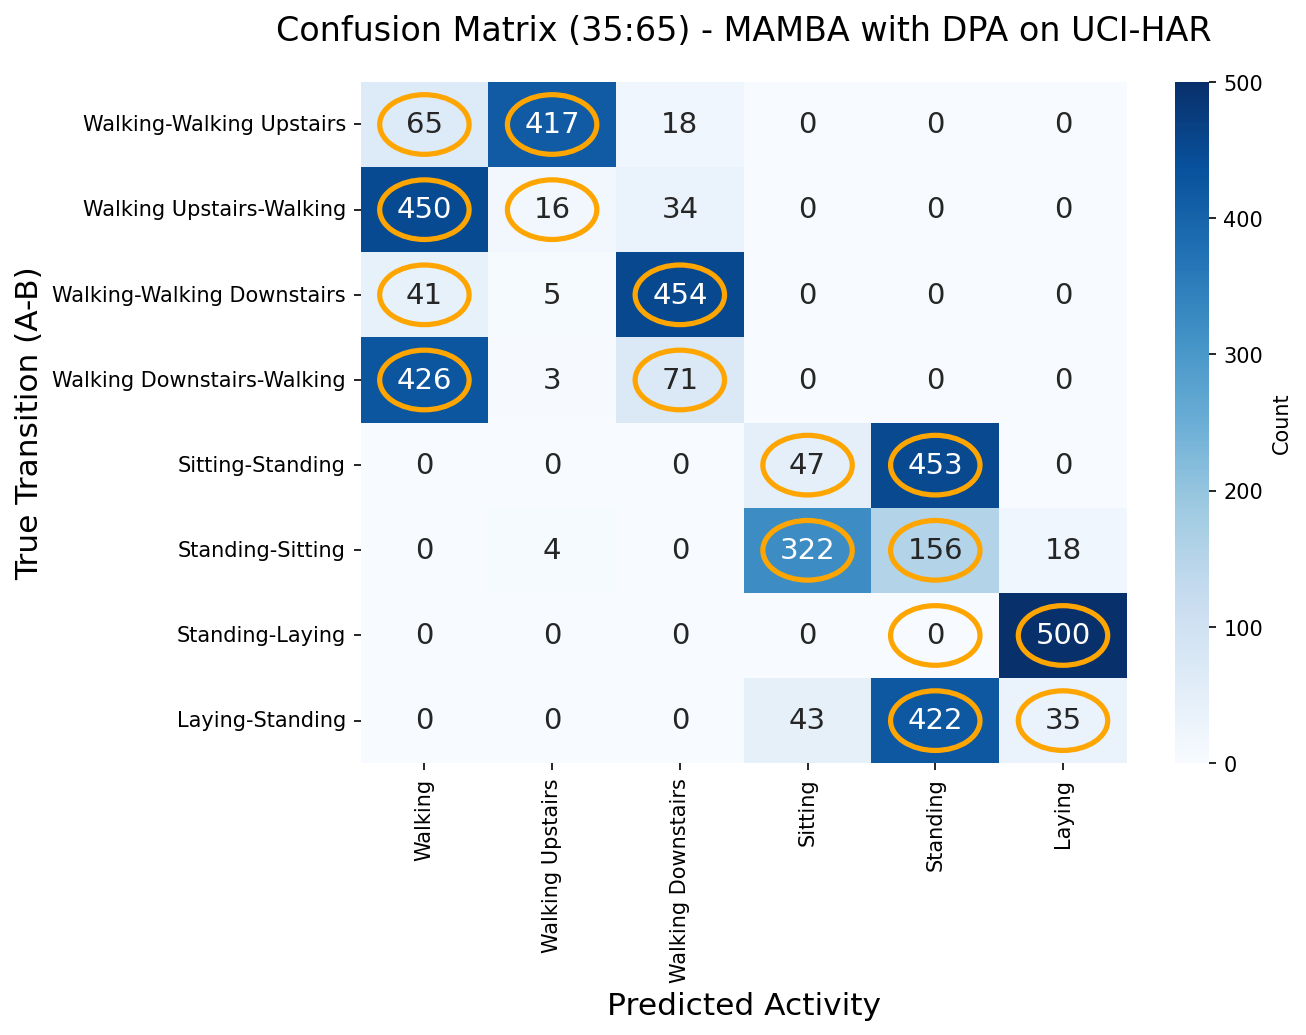 Confusion Matrix (35:65) - MAMBA with DPA on UCI-HAR
True Transition (A-B)
Walking-Walking Upstairs 65 417 18 0 0 0
Walking Upstairs-Walking 450 16 34 0 0 0
Walking-Walking Downstairs 41 5 454 0 0 0
Walking Downstairs-Walking 426 3 71 0 0 0
Sitting-Standing 0 0 0 47 453 0
Standing-Sitting 0 4 0 322 156 18
Standing-Laying 0 0 0 0 0 500
Laying-Standing 0 0 0 43 422 35
Walking
Walking Upstairs
Walking Downstairs
Sitting
Standing
Laying
Predicted Activity
500
400
300
200
100
0
Count